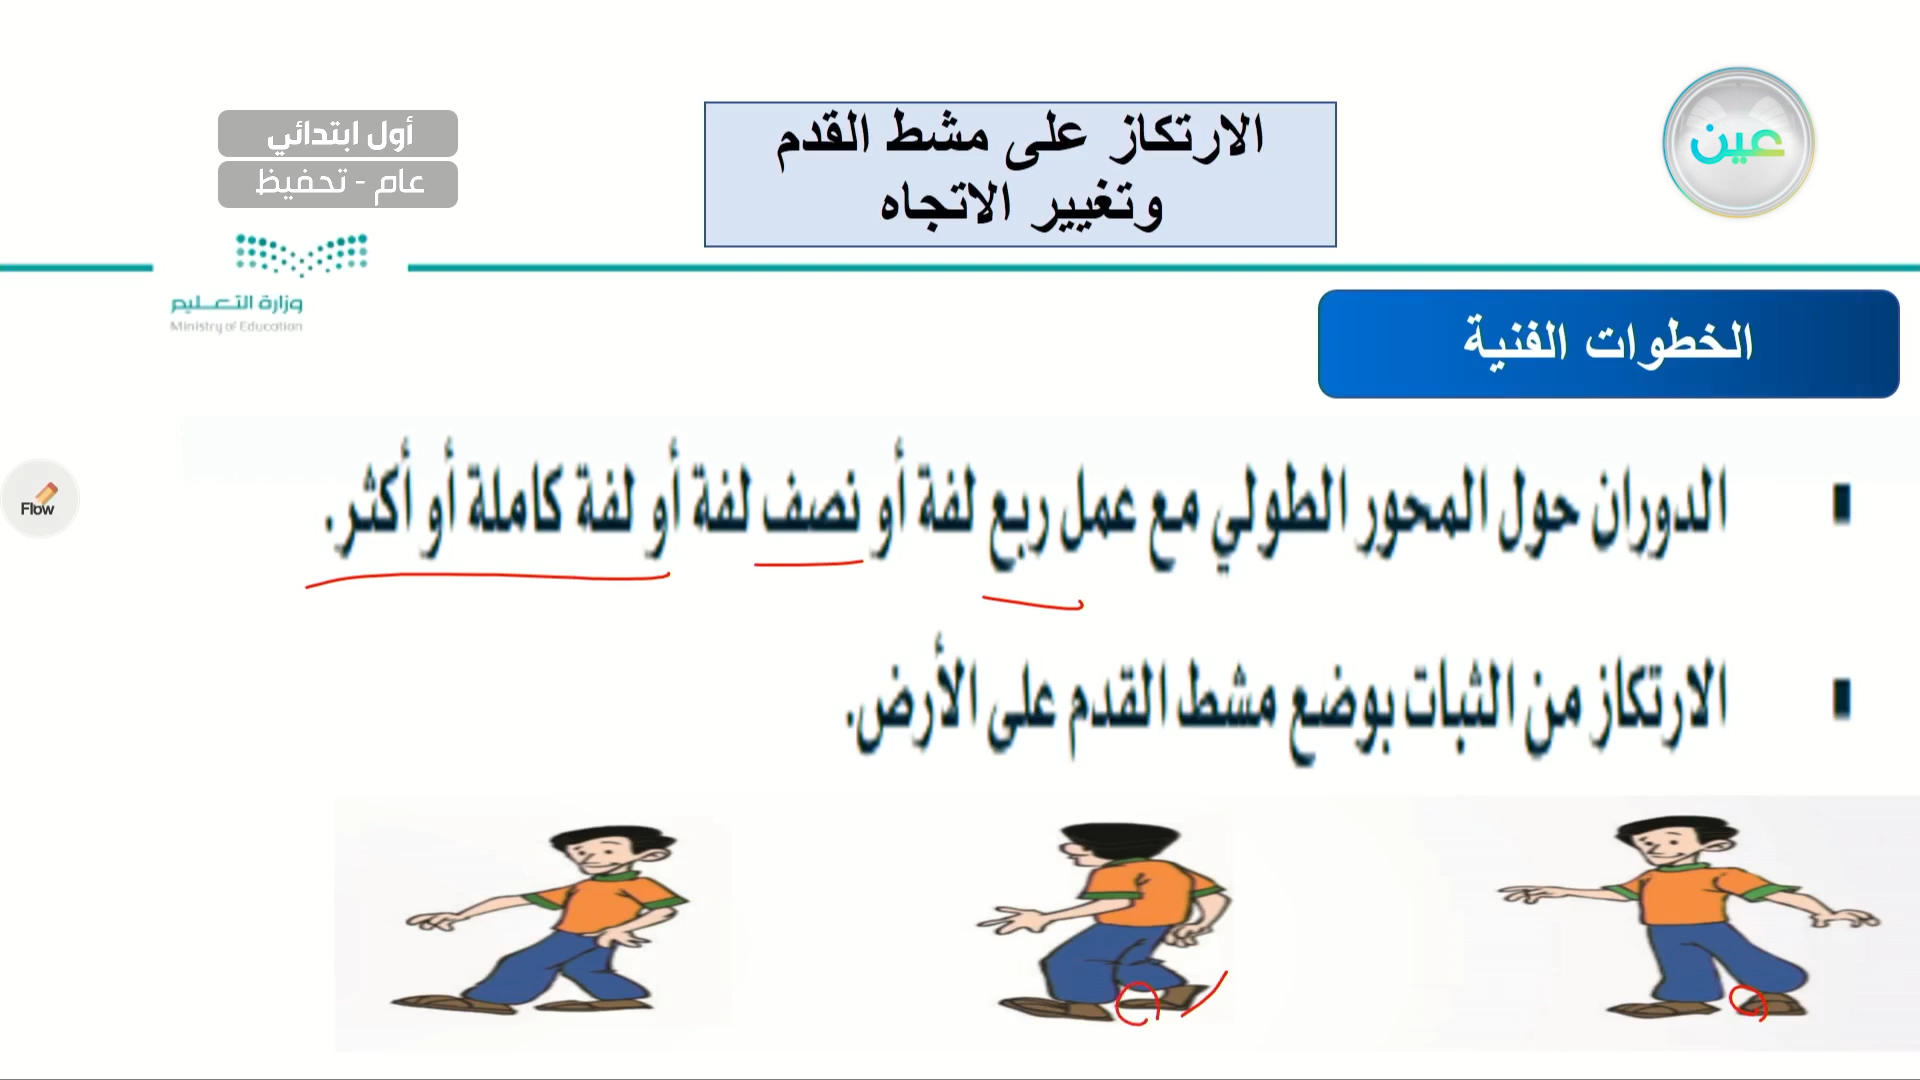 عين
الارتكاز على مشط القدم
وتغيير الاتجاه
أول ابتدائي
عام - تحفيظ
وزارة التعليم
Ministry of Education
الخطوات الفنية
▪ الدوران حول المحور الطولي مع عمل ربع لفة أو نصف لفة أو لفة كاملة أو أكثر.
▪ الارتكاز من الثبات بوضع مشط القدم على الأرض.
Flow